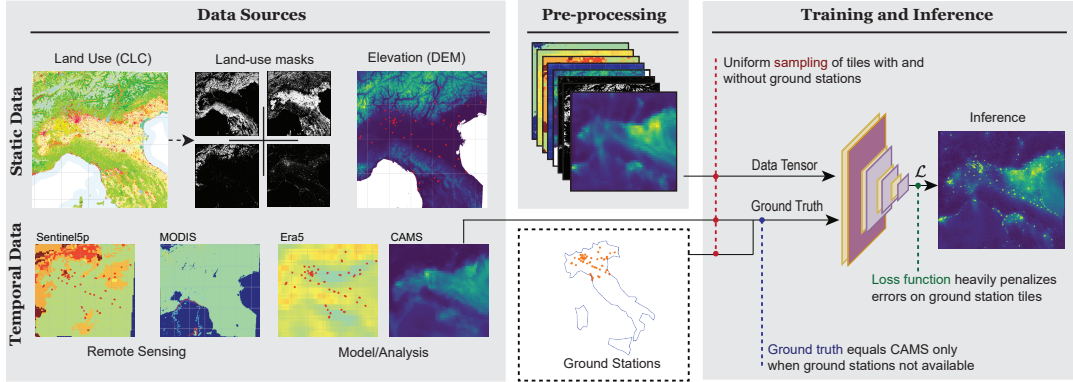 Data Sources
Pre-processing
Training and Inference
Static Data
Land Use (CLC)
Land-use masks
Elevation (DEM)
Temporal Data
Sentinel5p
MODIS
Era5
CAMS
Remote Sensing
Model/Analysis
Ground Stations
Uniform sampling of tiles with and
without ground stations
Data Tensor
Ground Truth
ℒ
Inference
Loss function heavily penalizes
errors on ground station tiles
Ground truth equals CAMS only
when ground stations not available